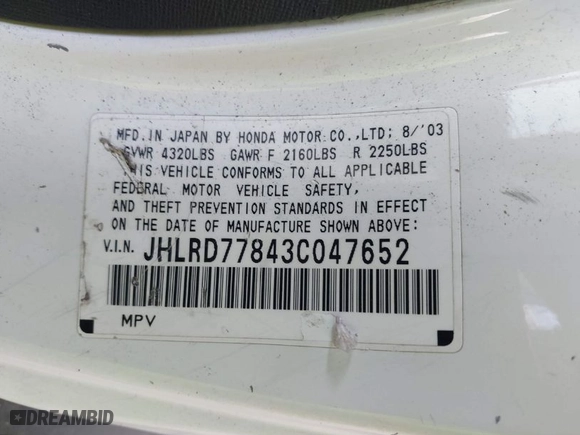 MFD. IN JAPAN BY HONDA MOTOR CO., LTD; 8/'03
GVWR 4320LBS GAWR F 2160LBS R 2250LBS
THIS VEHICLE CONFORMS TO ALL APPLICABLE
FEDERAL MOTOR VEHICLE SAFETY,
AND THEFT PREVENTION STANDARDS IN EFFECT
ON THE DATE OF MANUFACTURE SHOWN ABOVE:
V.I.N. JHLRD77843C047652
MPV
DREAMBID